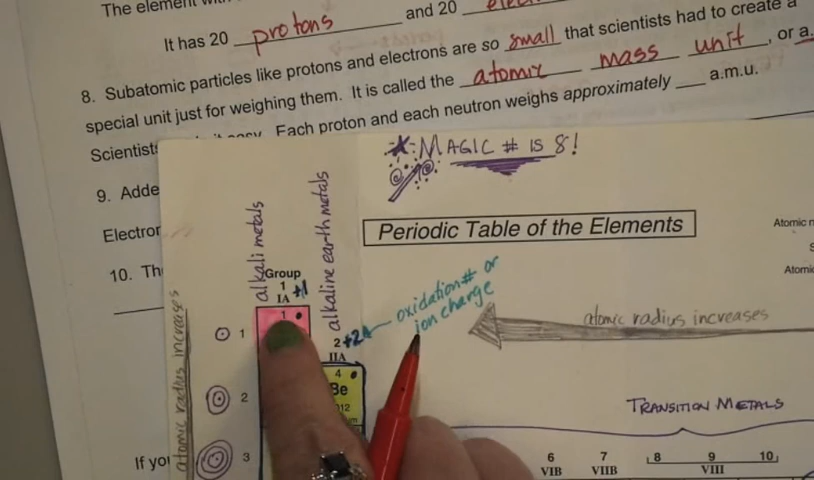 The element
It has 20 protons and 20
8. Subatomic particles like protons and electrons are so small that scientists had to create a
special unit just for weighing them. It is called the atomic mass unit, or a.
Scientists Each proton and each neutron weighs approximately ___ a.m.u.
* MAGIC # IS 8!
9. Adde
Electron
10. Th
alkali metals
alkaline earth metals
Periodic Table of the Elements
Atomic
Atomic
Group
1 +1
IA
oxidation # or
ion charge
atomic radius increases
atomic radius increases
1
1
2 +2
IIA
4
Be
2
TRANSITION METALS
If you
3
6 7 8 9 10
VIB VIIB VIII